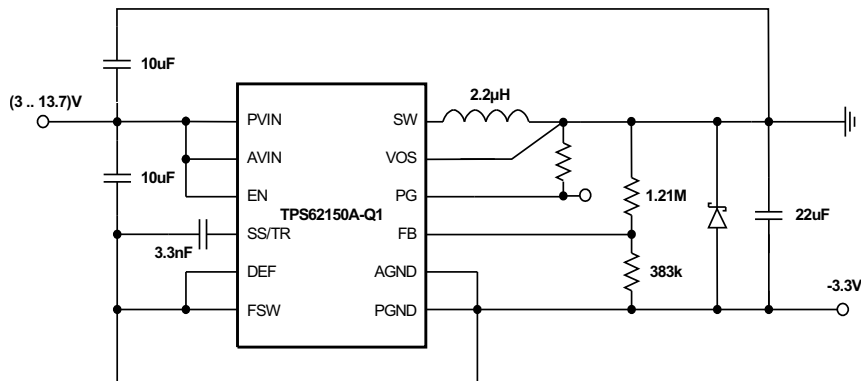 10uF
(3 .. 13.7)V
2.2µH
PVIN
SW
AVIN
VOS
10uF
EN
PG
TPS62150A-Q1
1.21M
22uF
SS/TR
FB
3.3nF
DEF
AGND
383k
-3.3V
FSW
PGND